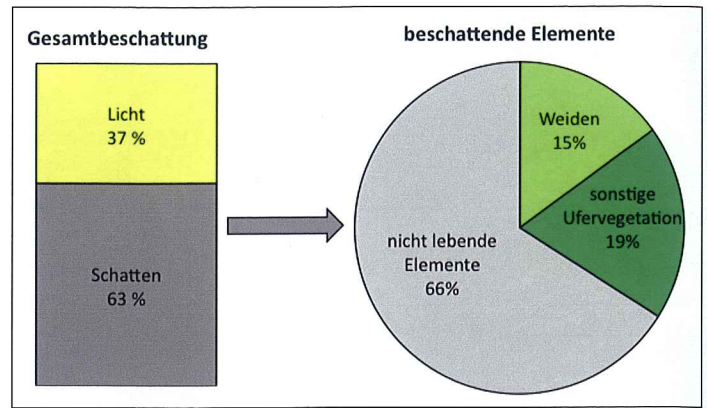 Gesamtbeschattung
Licht
37 %
Schatten
63 %
beschattende Elemente
Weiden
15%
sonstige
Ufervegetation
19%
nicht lebende
Elemente
66%